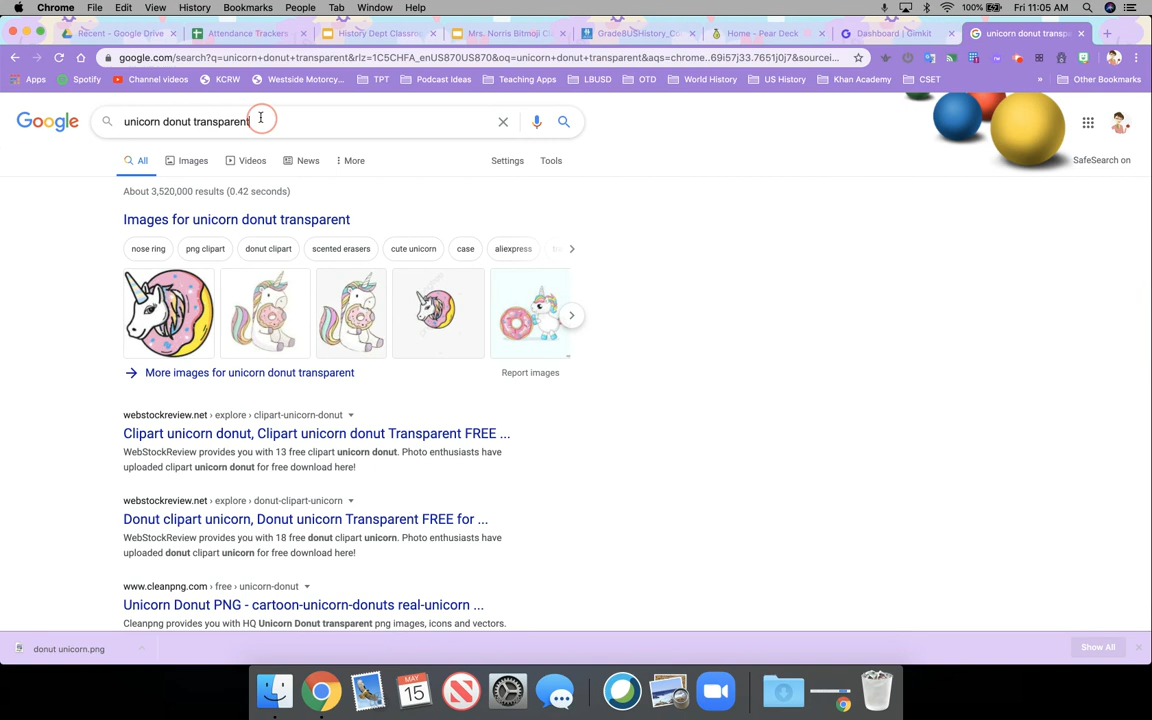 Chrome File Edit View History Bookmarks People Tab Window Help 100% Fri 11:05 AM
Recent - Google Drive Attendance Trackers History Dept Classroo Mrs. Norris Bitmoji Cl Grade8USHistory_Co Home - Pear Deck Dashboard | Gimkit unicorn donut transpa
google.com/search?q=unicorn+donut+transparent&rlz=1C5CHFA_enUS870US870&oq=unicorn+donut+transparent&aqs=chrome..69i57j33.7651j0j7&sourcei...
Apps Spotify Channel videos KCRW Westside Motorcy... TPT Podcast Ideas Teaching Apps LBUSD OTD World History US History Khan Academy CSET » Other Bookmarks
Google unicorn donut transparent
All Images Videos News More Settings Tools SafeSearch on
About 3,520,000 results (0.42 seconds)
Images for unicorn donut transparent
nose ring png clipart donut clipart scented erasers cute unicorn case aliexpress
More images for unicorn donut transparent Report images
webstockreview.net › explore › clipart-unicorn-donut
Clipart unicorn donut, Clipart unicorn donut Transparent FREE ...
WebStockReview provides you with 13 free clipart unicorn donut. Photo enthusiasts have
uploaded clipart unicorn donut for free download here!
webstockreview.net › explore › donut-clipart-unicorn
Donut clipart unicorn, Donut unicorn Transparent FREE for ...
WebStockReview provides you with 18 free donut clipart unicorn. Photo enthusiasts have
uploaded donut clipart unicorn for free download here!
www.cleanpng.com › free › unicorn-donut
Unicorn Donut PNG - cartoon-unicorn-donuts real-unicorn ...
Cleanpng provides you with HQ Unicorn Donut transparent png images, icons and vectors.
donut unicorn.png Show All
MAY
15